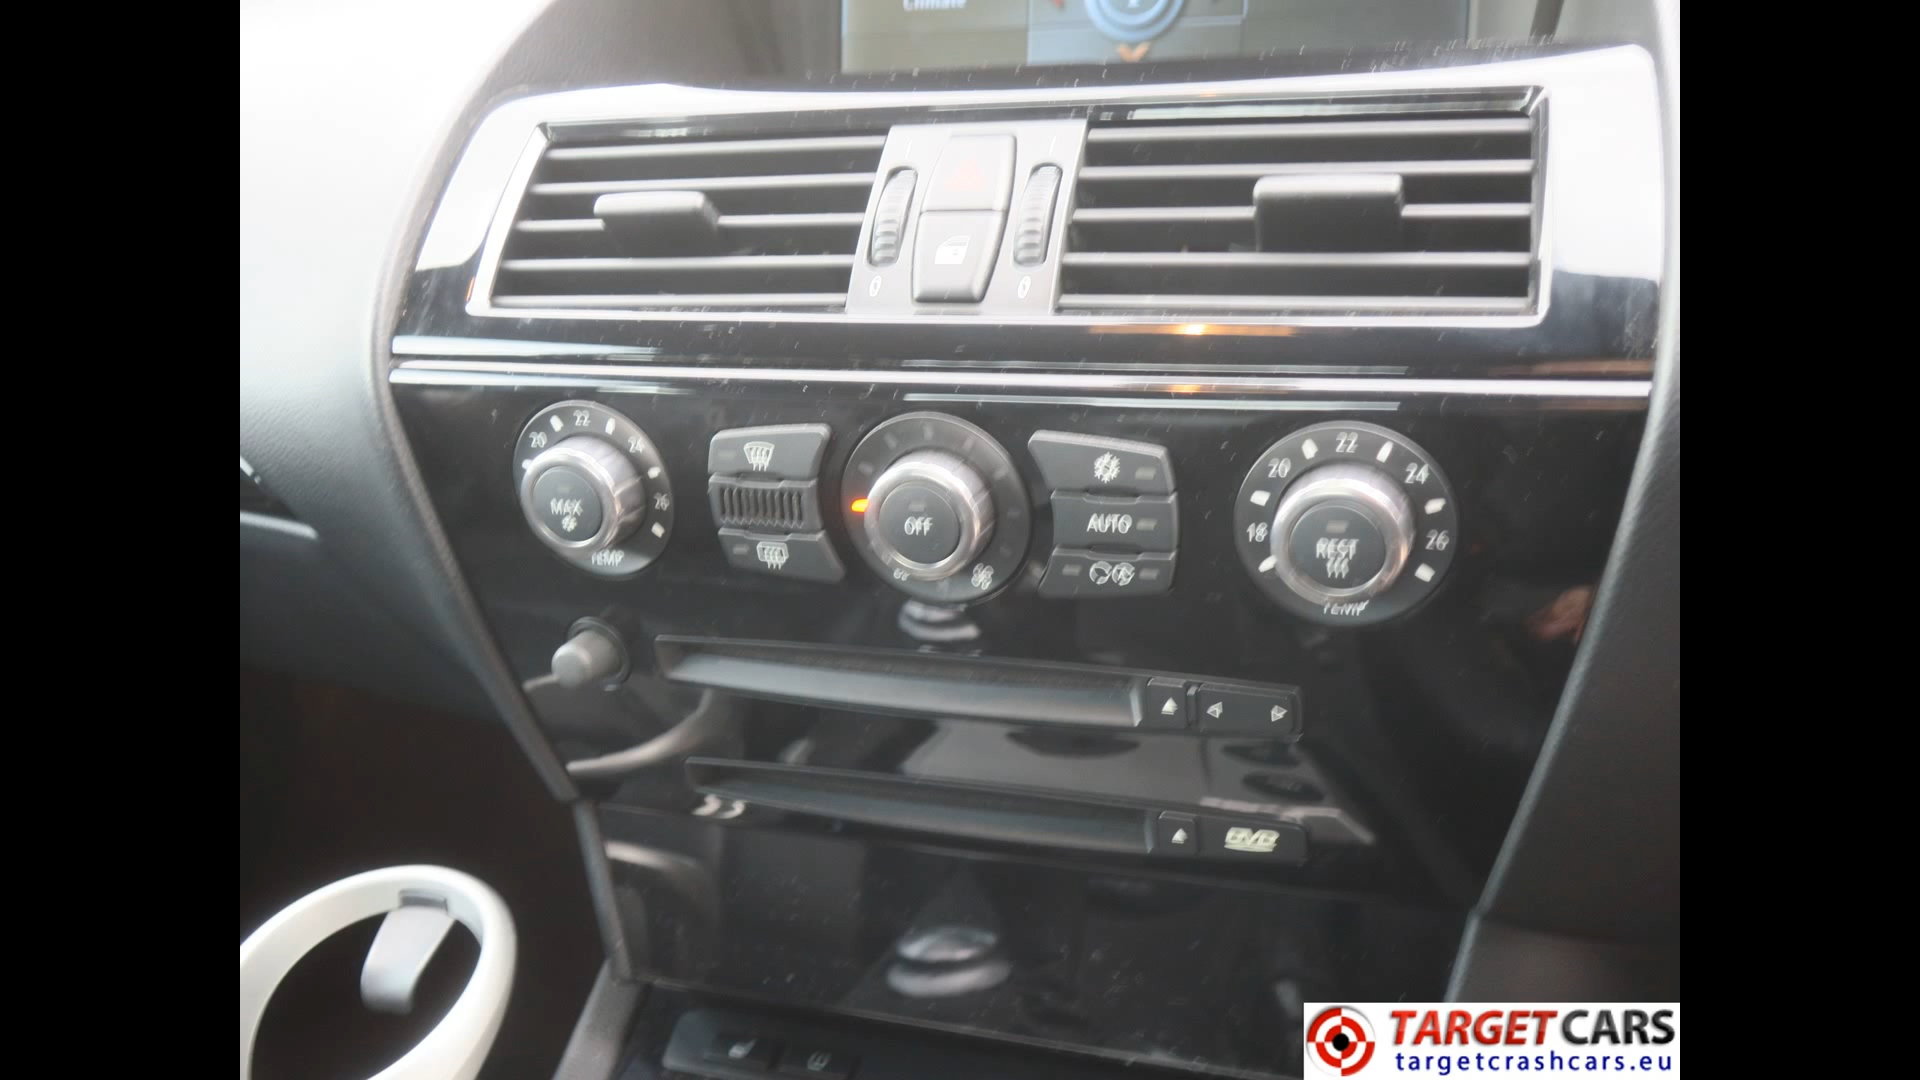 Climate
20 22 24 26
MAX
TEMP
OFF
AUTO
18 20 22 24 26
REST
TEMP
DVD
TARGET CARS
targetcrashcars.eu